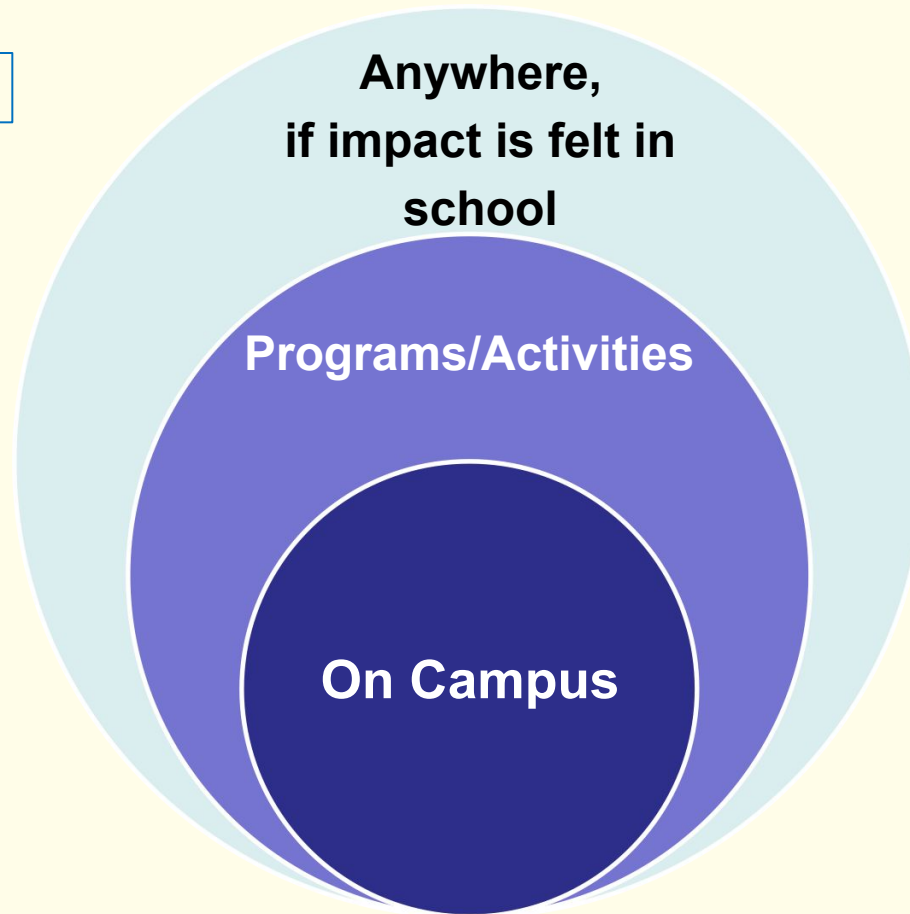 Anywhere,
if impact is felt in
school
Programs/Activities
On Campus